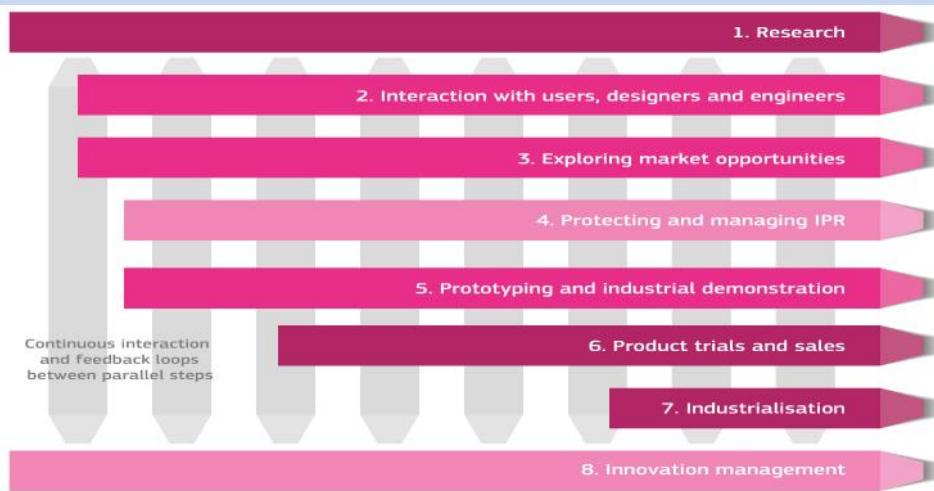 1. Research
2. Interaction with users, designers and engineers
3. Exploring market opportunities
4. Protecting and managing IPR
5. Prototyping and industrial demonstration
Continuous interaction
and feedback loops
between parallel steps
6. Product trials and sales
7. Industrialisation
8. Innovation management